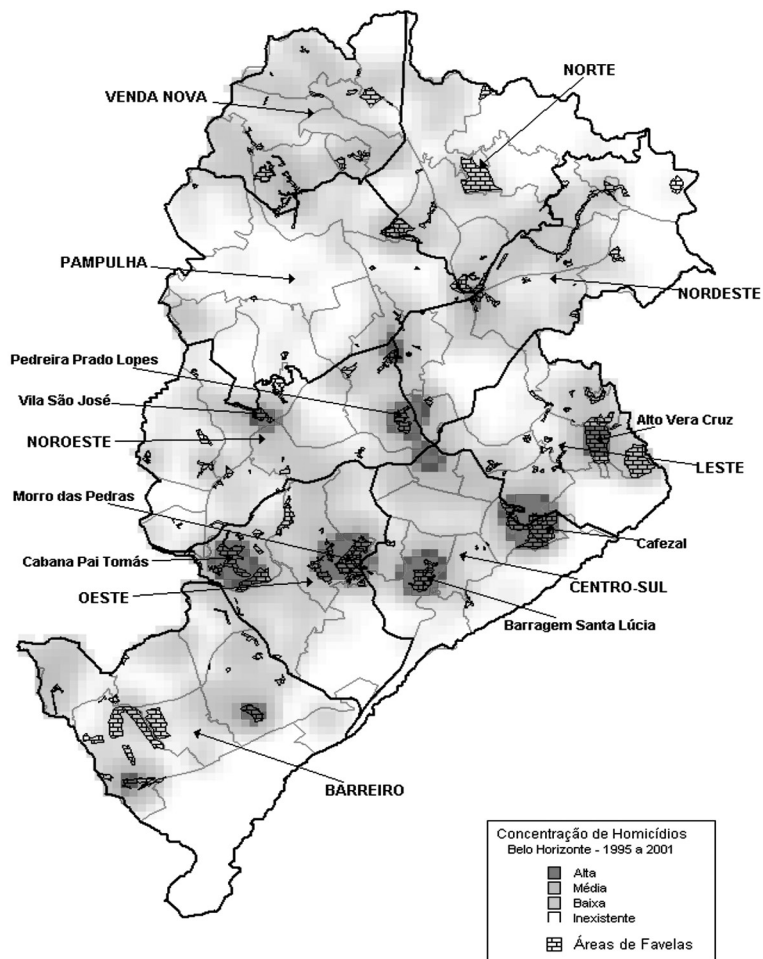 NORTE
VENDA NOVA
PAMPULHA
NORDESTE
Pedreira Prado Lopes
Vila São José
Alto Vera Cruz
NOROESTE
LESTE
Morro das Pedras
Cafezal
Cabana Pai Tomás
CENTRO-SUL
OESTE
Barragem Santa Lúcia
BARREIRO
Concentração de Homicídios
Belo Horizonte - 1995 a 2001
Alta
Média
Baixa
Inexistente
Áreas de Favelas